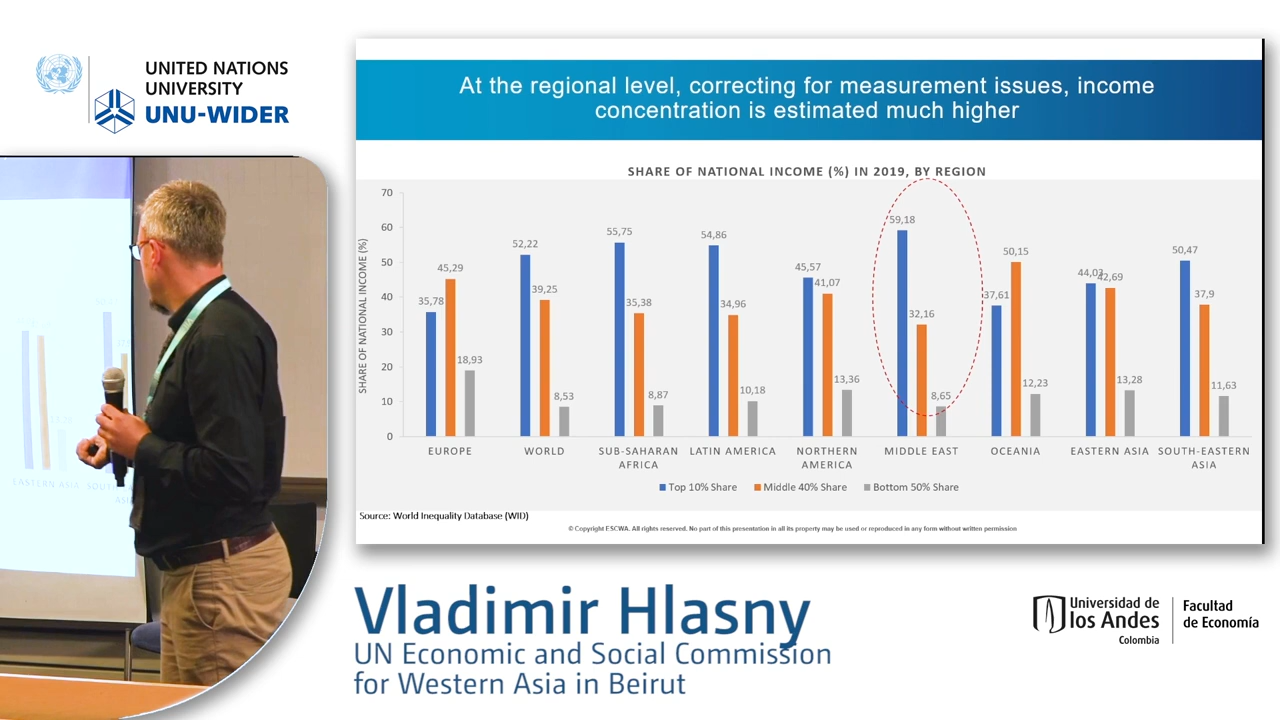 UNITED NATIONS
UNIVERSITY
UNU-WIDER
At the regional level, correcting for measurement issues, income
concentration is estimated much higher
SHARE OF NATIONAL INCOME (%) IN 2019, BY REGION
SHARE OF NATIONAL INCOME (%)
70
60
50
40
30
20
10
0
35,78
45,29
18,93
52,22
39,25
8,53
55,75
35,38
8,87
54,86
34,96
10,18
45,57
41,07
13,36
59,18
32,16
8,65
37,61
50,15
12,23
44,03
42,69
13,28
50,47
37,9
11,63
EUROPE
WORLD
SUB-SAHARAN
AFRICA
LATIN AMERICA
NORTHERN
AMERICA
MIDDLE EAST
OCEANIA
EASTERN ASIA
SOUTH-EASTERN
ASIA
Top 10% Share
Middle 40% Share
Bottom 50% Share
Source: World Inequality Database (WID)
© Copyright ESCWA. All rights reserved. No part of this presentation in all its property may be used or reproduced in any form without written permission
EASTERN ASIA
Vladimir Hlasny
UN Economic and Social Commission
for Western Asia in Beirut
Universidad de
los Andes
Colombia
Facultad
de Economía